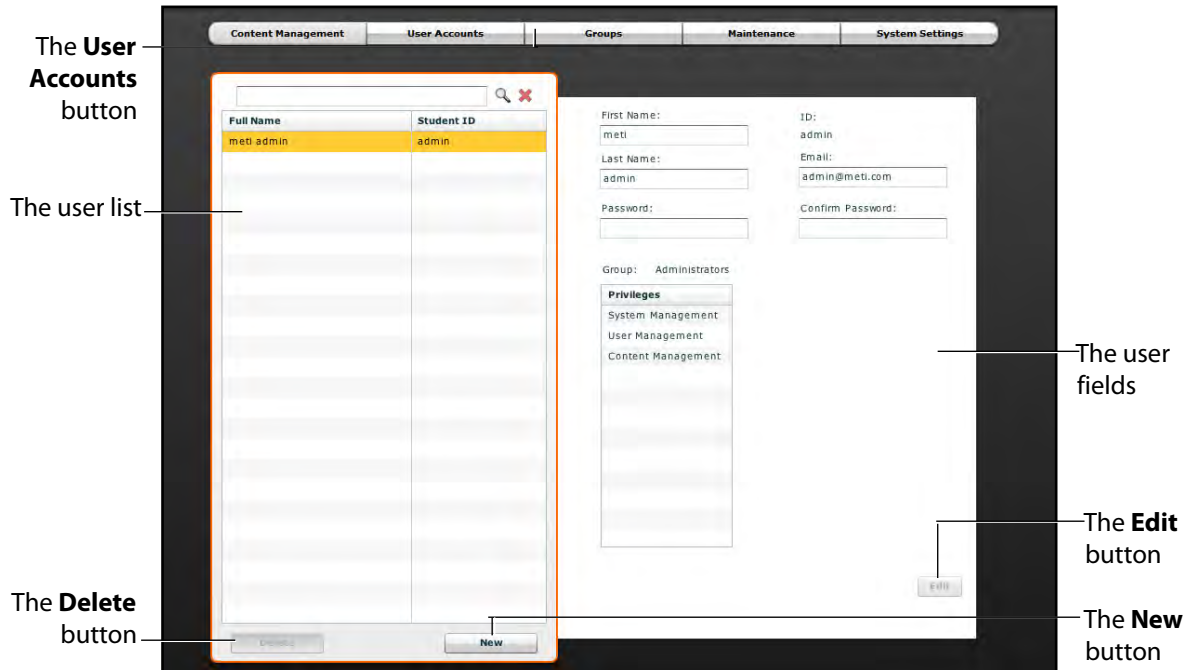 Content Management User Accounts Groups Maintenance System Settings
The User
Accounts
button
Full Name Student ID
meti admin admin
The user list
First Name: ID:
meti admin
Last Name: Email:
admin admin@meti.com
Password: Confirm Password:
Group: Administrators
Privileges
System Management
User Management
Content Management
The user
fields
The Edit
button
Edit
The Delete
button
Delete New
The New
button